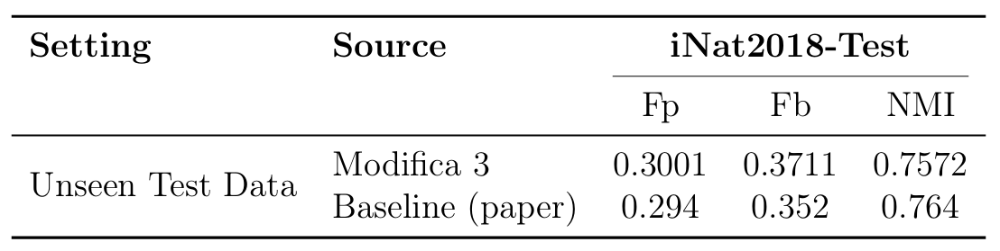 Setting Source iNat2018-Test
Fp Fb NMI
Unseen Test Data
Modifica 3 0.3001 0.3711 0.7572
Baseline (paper) 0.294 0.352 0.764